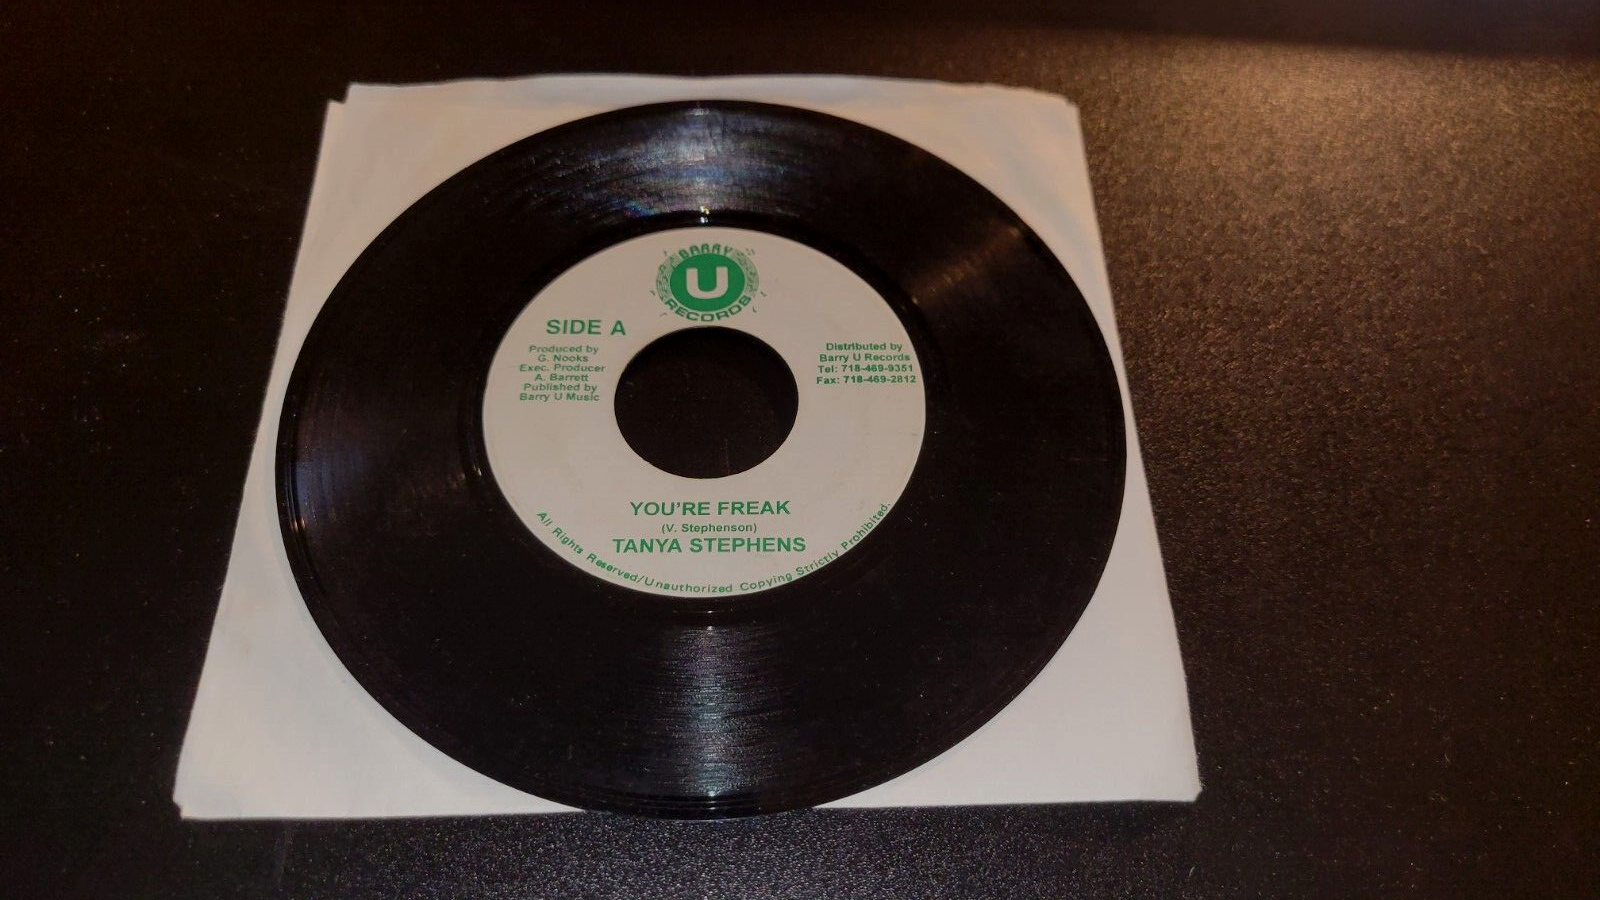 BARRY
U
RECORDS
SIDE A
Produced by
G. Nooks
Exec. Producer
A. Barrett
Published by
Barry U Music
Distributed by
Barry U Records
Tel: 718-469-9351
Fax: 718-469-2812
YOU'RE FREAK
(V. Stephenson)
TANYA STEPHENS
All Rights Reserved/Unauthorized Copying Strictly Prohibited.